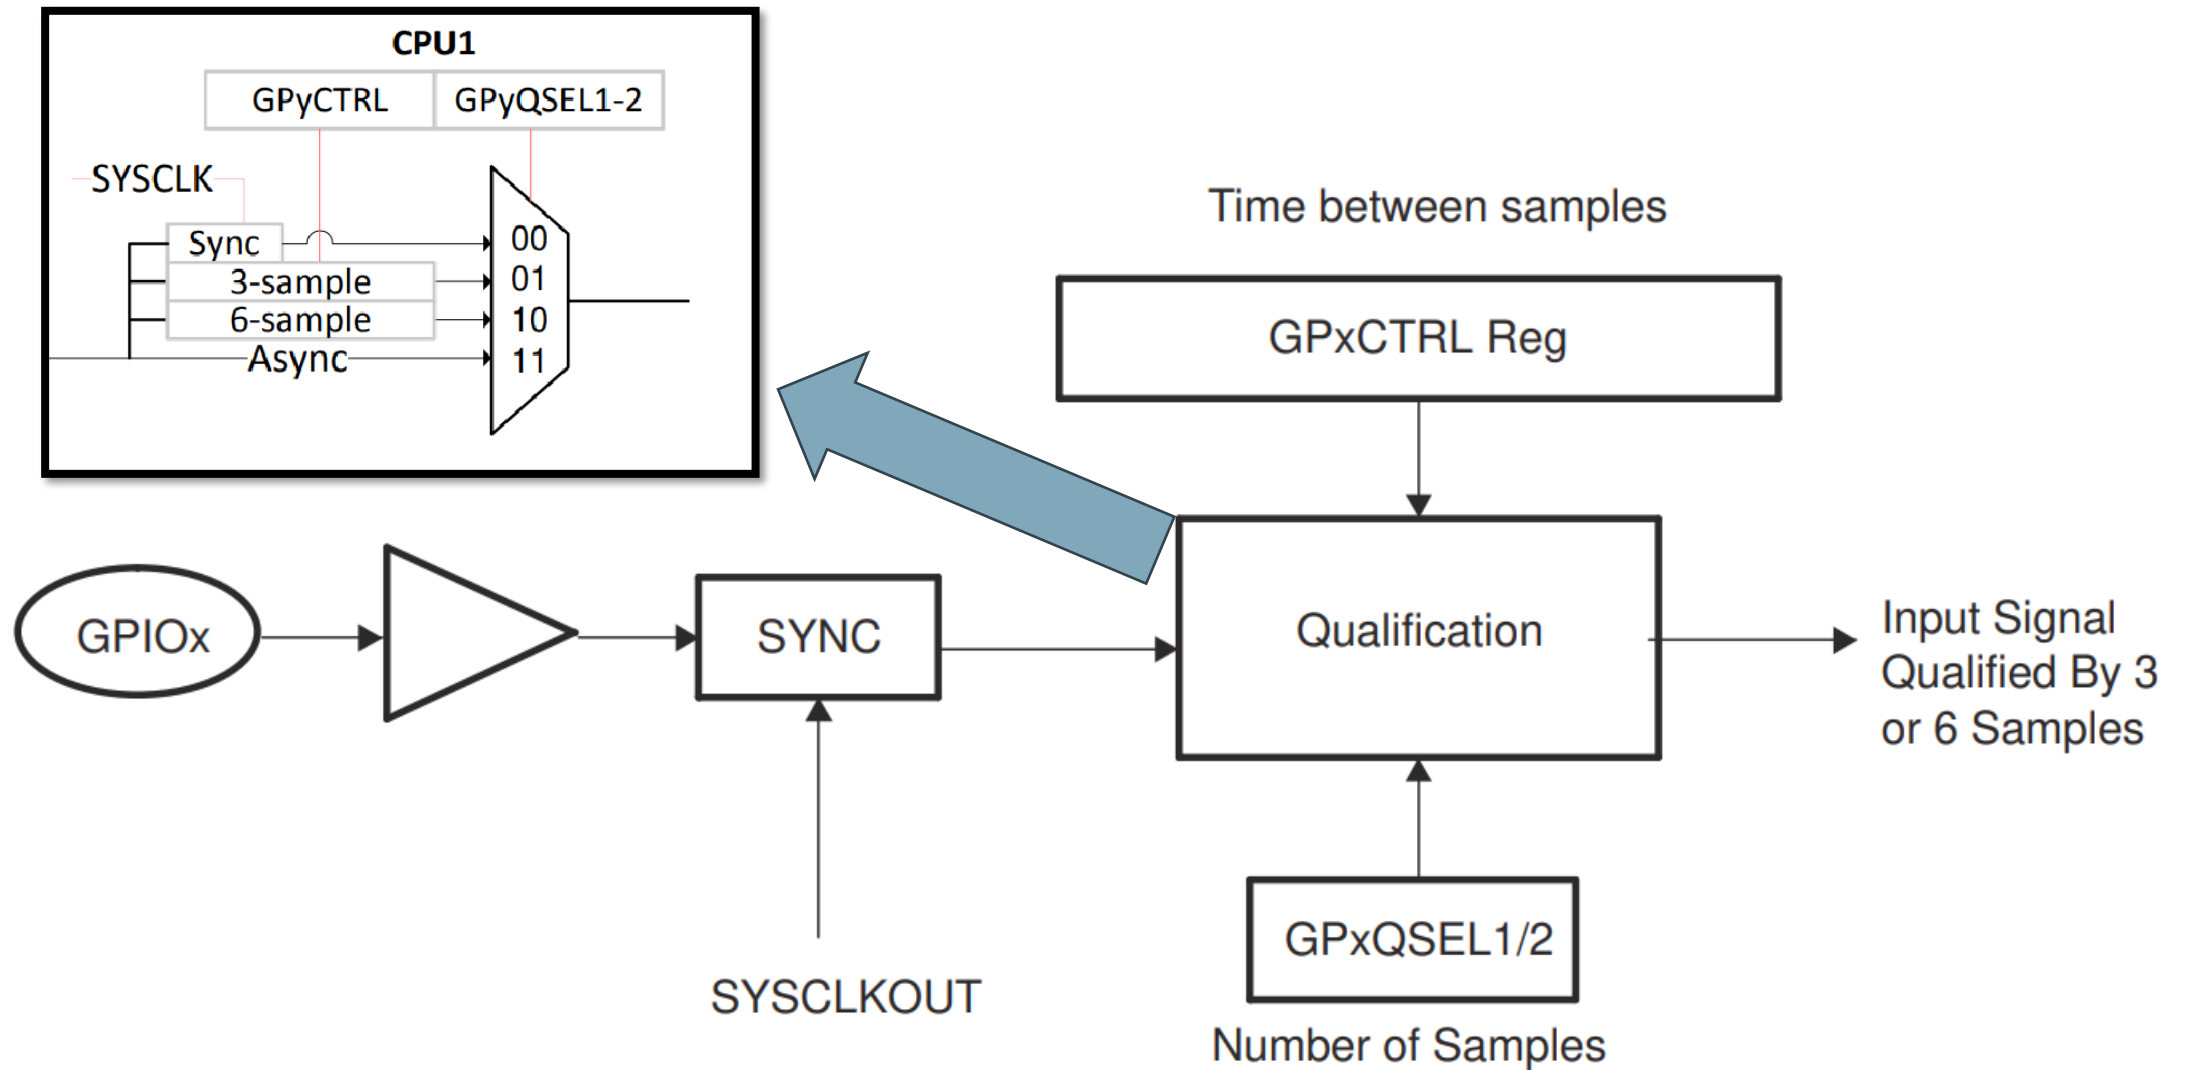 CPU1
GPyCTRL
GPyQSEL1-2
SYSCLK
Sync
3-sample
6-sample
Async
00
01
10
11
Time between samples
GPxCTRL Reg
GPIOx
SYNC
Qualification
Input Signal
Qualified By 3
or 6 Samples
SYSCLKOUT
GPxQSEL1/2
Number of Samples